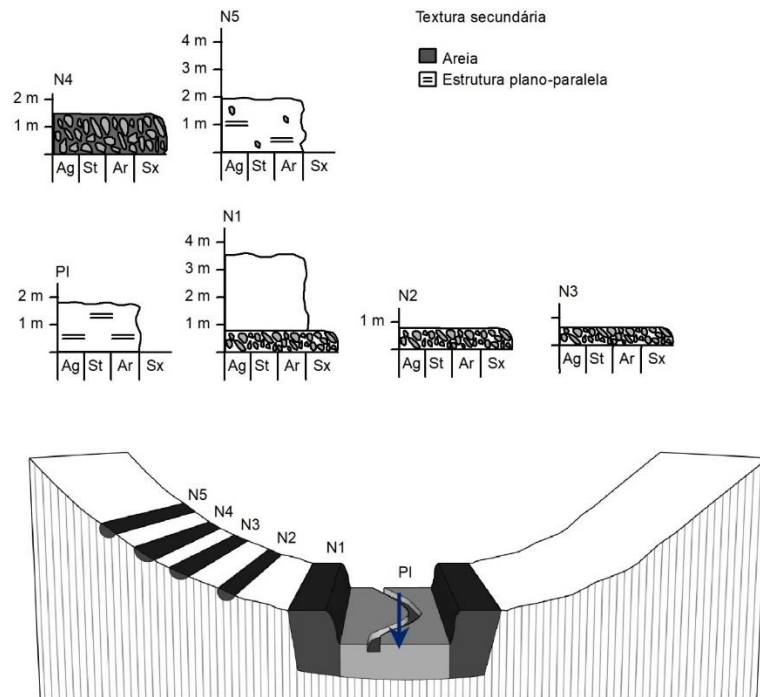 Textura secundária
Areia
Estrutura plano-paralela
N4
2 m
1 m
Ag St Ar Sx
N5
4 m
3 m
2 m
1 m
Ag St Ar Sx
PI
2 m
1 m
Ag St Ar Sx
N1
4 m
3 m
2 m
1 m
Ag St Ar Sx
N2
1 m
Ag St Ar Sx
N3
Ag St Ar Sx
N5
N4
N3
N2
N1
PI